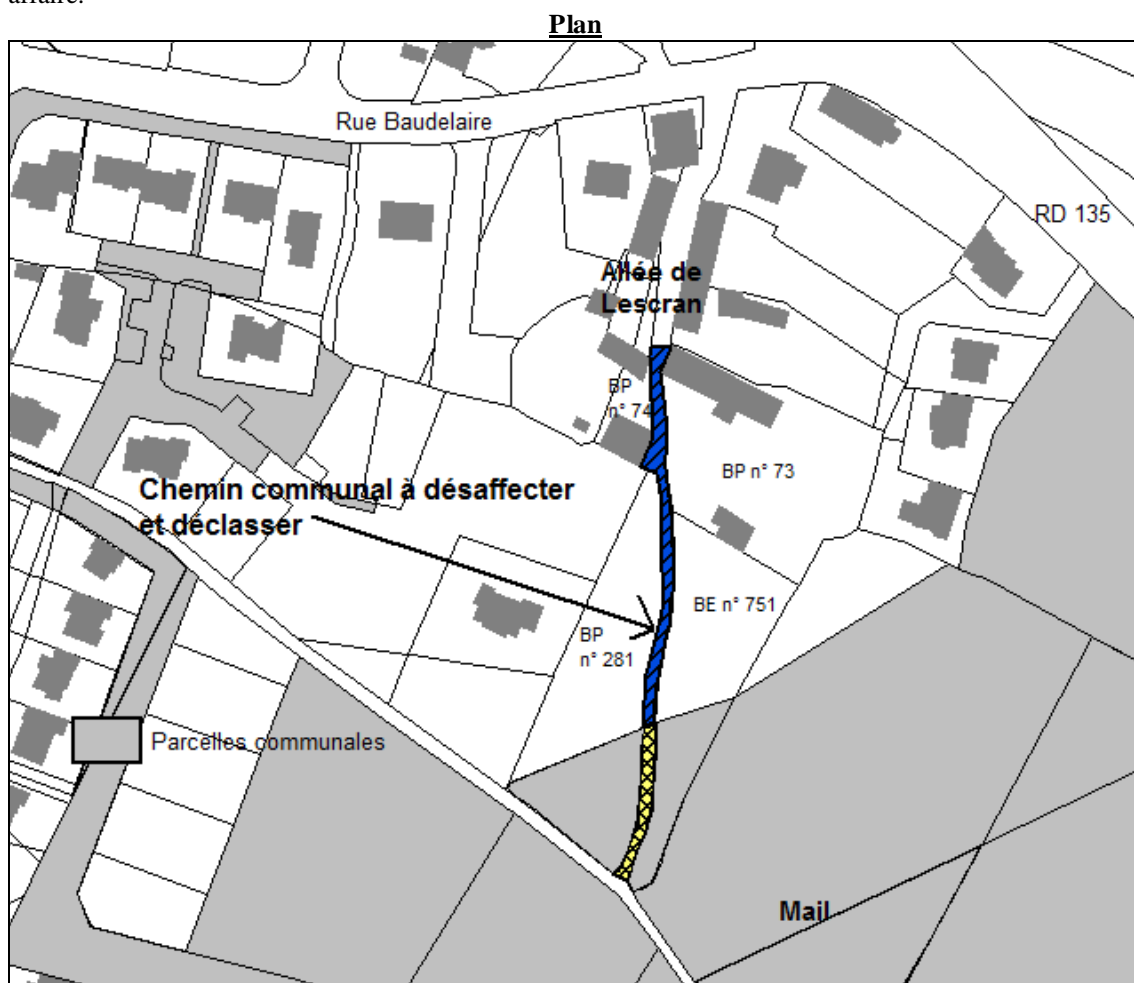 affaire.
Plan
Rue Baudelaire
RD 135
Allée de
Lescran
BP
n° 74
BP n° 73
Chemin communal à désaffecter
et déclasser
BE n° 751
BP
n° 281
Parcelles communales
Mail